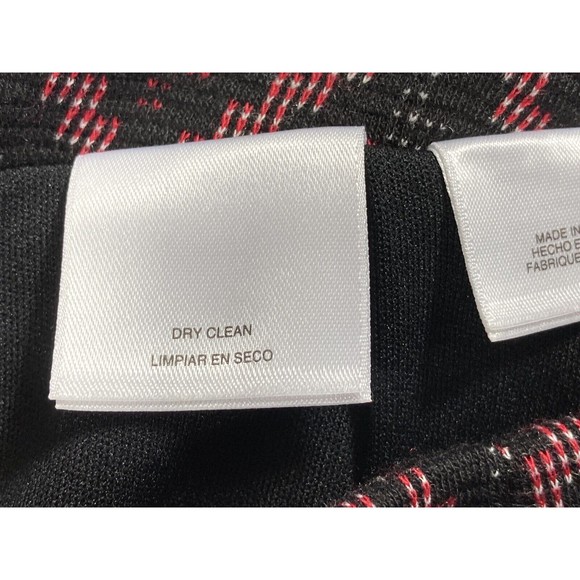 DRY CLEAN
LIMPIAR EN SECO
MADE IN
HECHO E
FABRIQUE